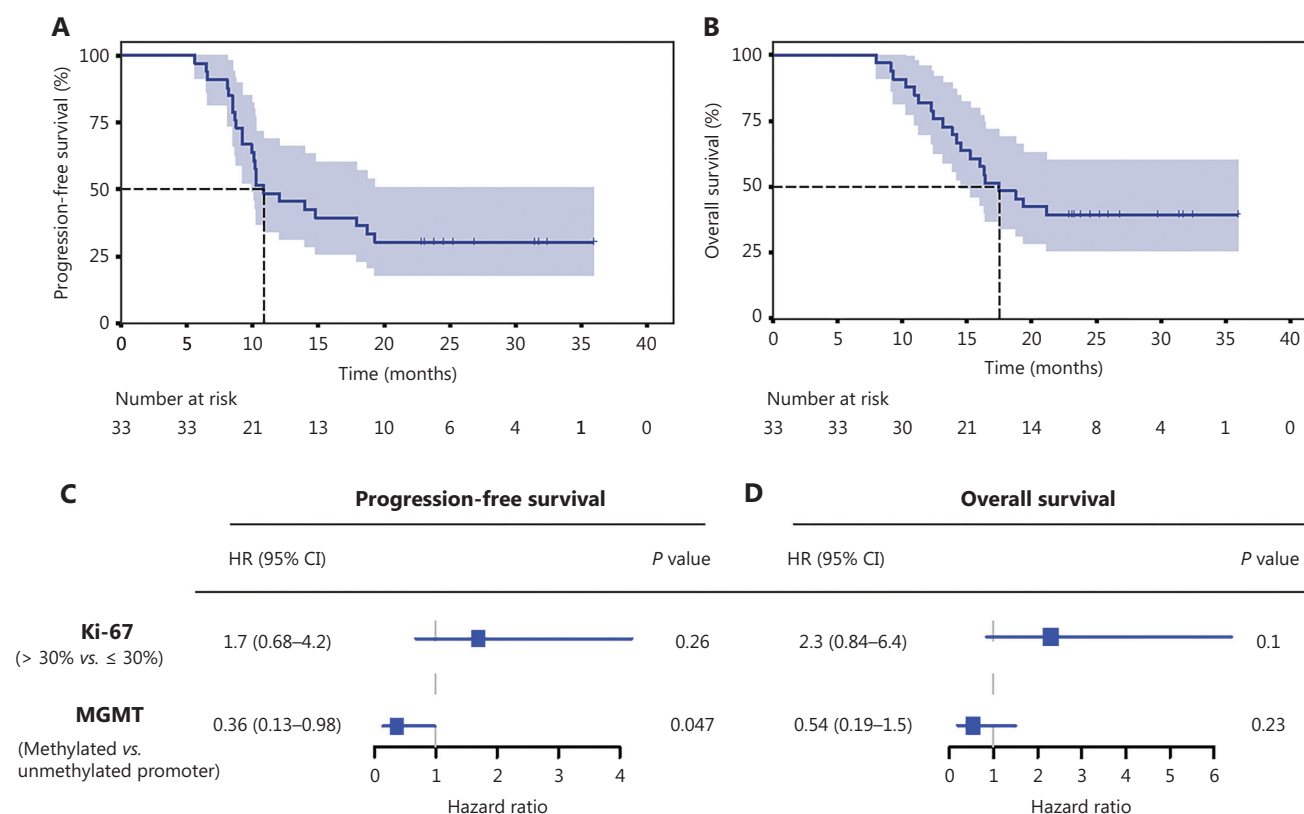 A
Progression-free survival (%)
100
75
50
25
0
0 5 10 15 20 25 30 35 40
Time (months)
Number at risk
33 33 21 13 10 6 4 1 0
B
Overall survival (%)
100
75
50
25
0
0 5 10 15 20 25 30 35 40
Time (months)
Number at risk
33 33 30 21 14 8 4 1 0
C
Progression-free survival
HR (95% CI) P value
D
Overall survival
HR (95% CI) P value
Ki-67
(> 30% vs. ≤ 30%)
1.7 (0.68–4.2) 0.26 2.3 (0.84–6.4) 0.1
MGMT
(Methylated vs.
unmethylated promoter)
0.36 (0.13–0.98) 0.047 0.54 (0.19–1.5) 0.23
0 1 2 3 4
Hazard ratio
0 1 2 3 4 5 6
Hazard ratio